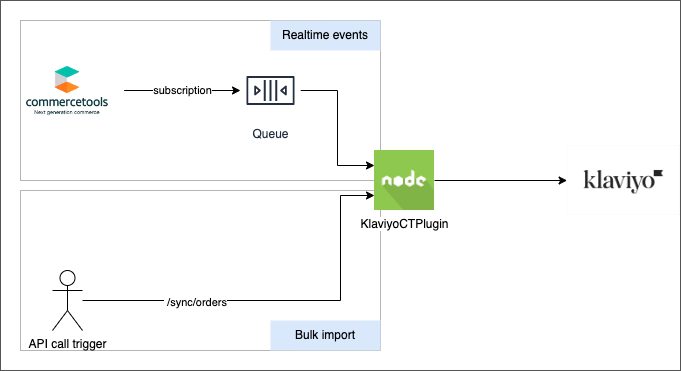 Realtime events
commercetools
Next generation commerce
subscription
Queue
node
klaviyo
KlaviyoCTPlugin
/sync/orders
API call trigger
Bulk import